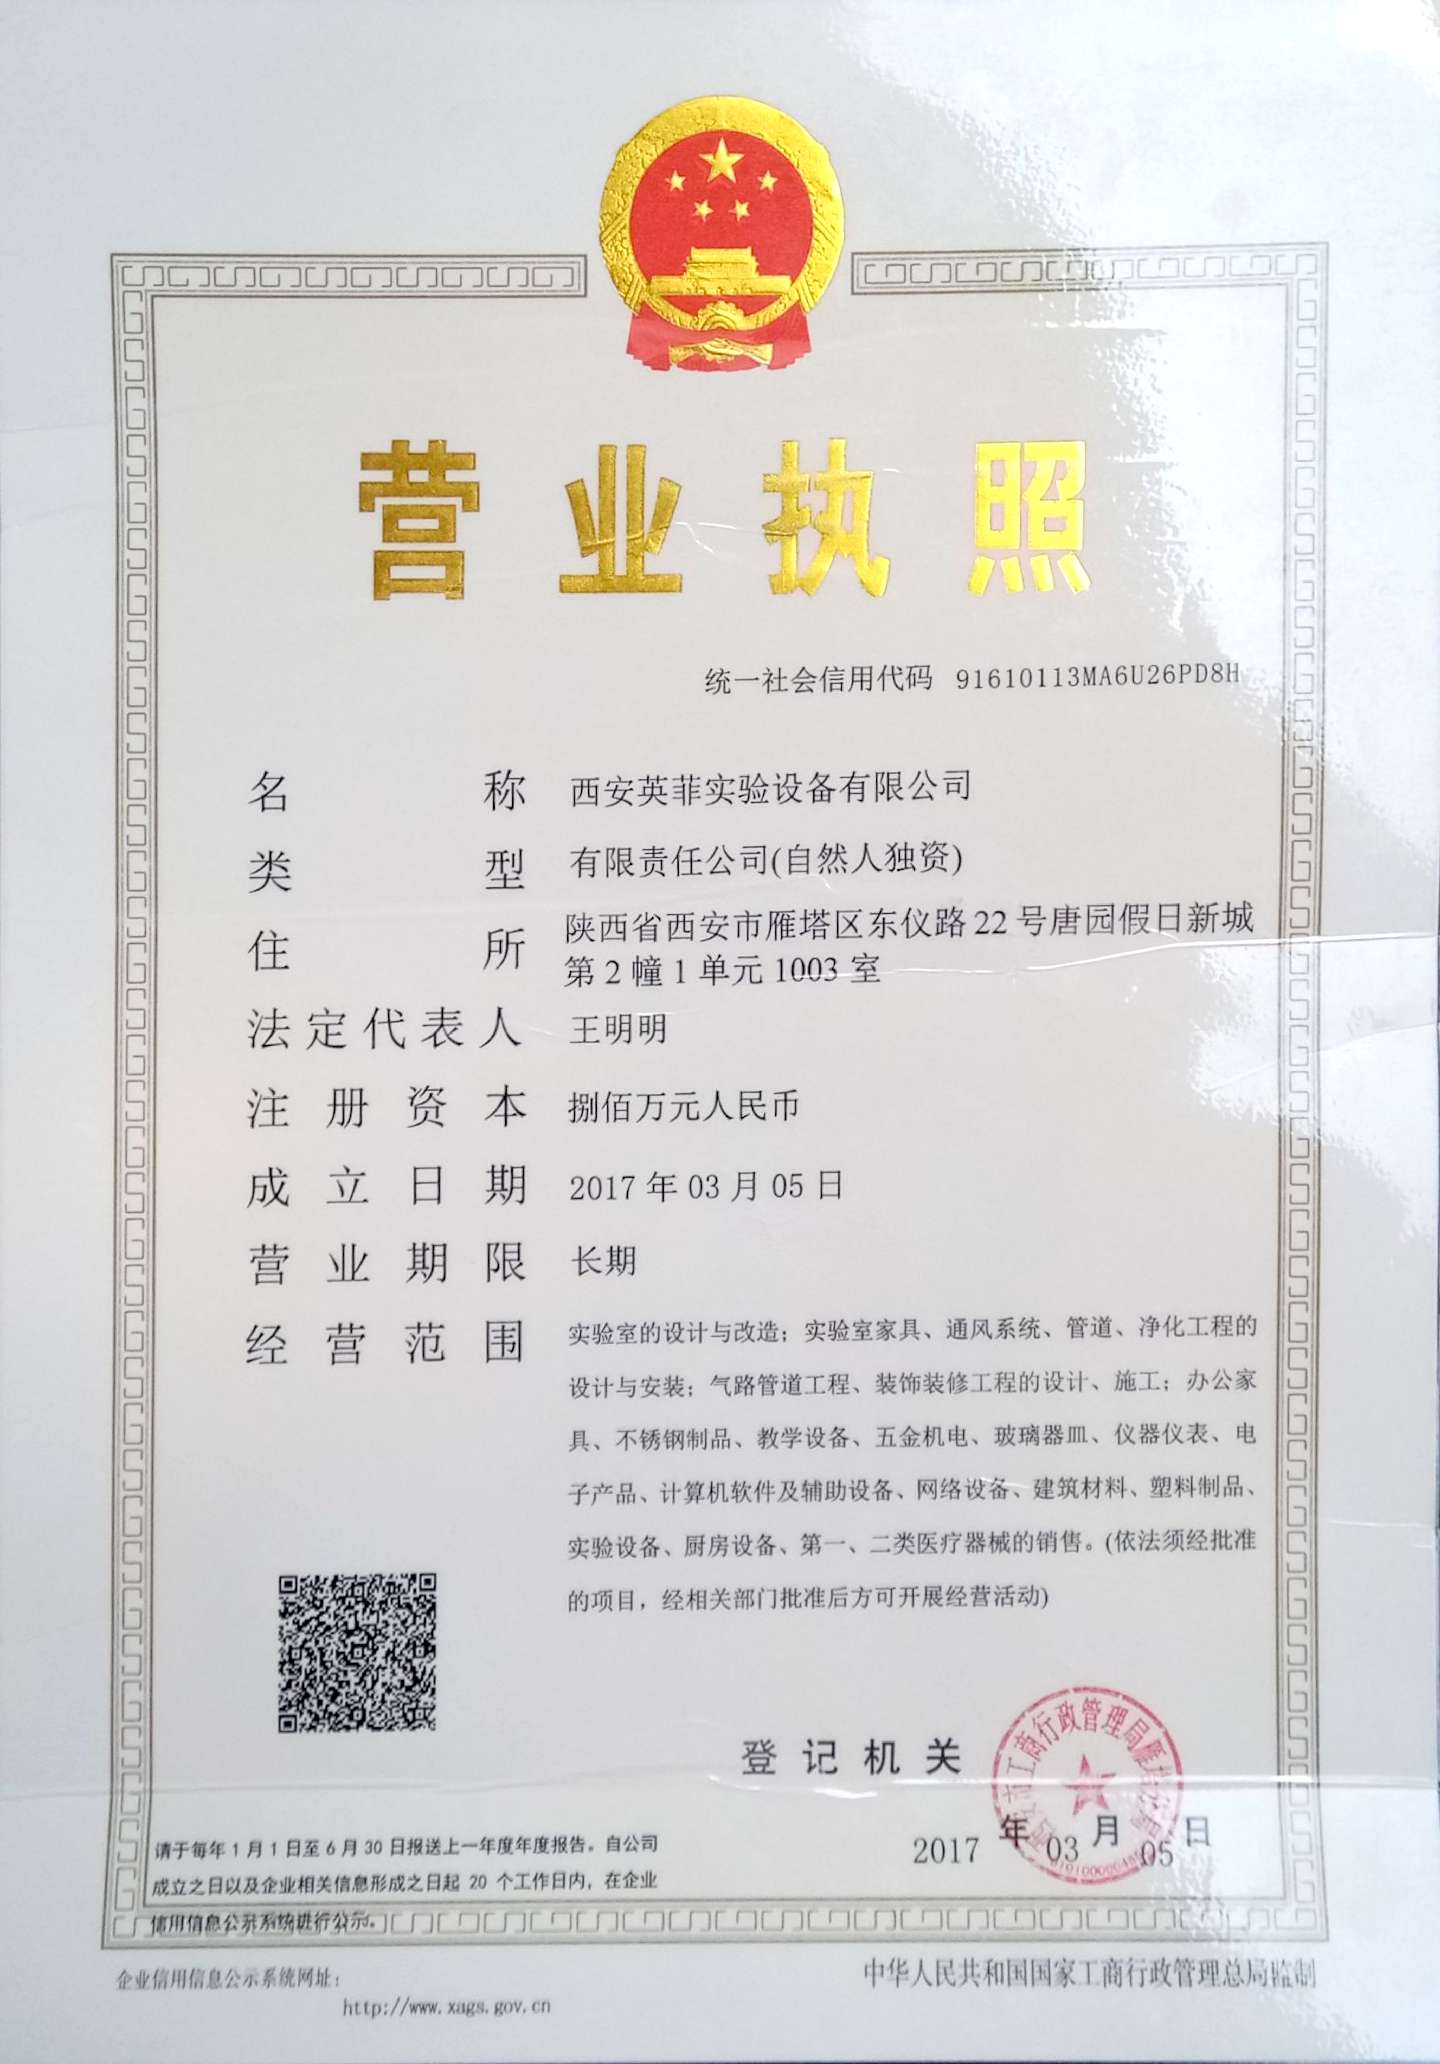 营业执照
统一社会信用代码 91610113MA6U26PD8H
名称 西安英菲实验设备有限公司
类型 有限责任公司(自然人独资)
住所 陕西省西安市雁塔区东仪路22号唐园假日新城
第2幢1单元1003室
法定代表人 王明明
注册资本 捌佰万元人民币
成立日期 2017年03月05日
营业期限 长期
经营范围 实验室的设计与改造；实验室家具、通风系统、管道、净化工程的
设计与安装；气路管道工程、装饰装修工程的设计、施工；办公家
具、不锈钢制品、教学设备、五金机电、玻璃器皿、仪器仪表、电
子产品、计算机软件及辅助设备、网络设备、建筑材料、塑料制品、
实验设备、厨房设备、第一、二类医疗器械的销售。(依法须经批准
的项目，经相关部门批准后方可开展经营活动)
登记机关
西安市工商行政管理局雁塔分局
2017年03月05日
请于每年1月1日至6月30日报送上一年度年度报告。自公司
成立之日以及企业相关信息形成之日起 20 个工作日内，在企业
信用信息公示系统进行公示。
企业信用信息公示系统网址：
http://www.xags.gov.cn
中华人民共和国国家工商行政管理总局监制